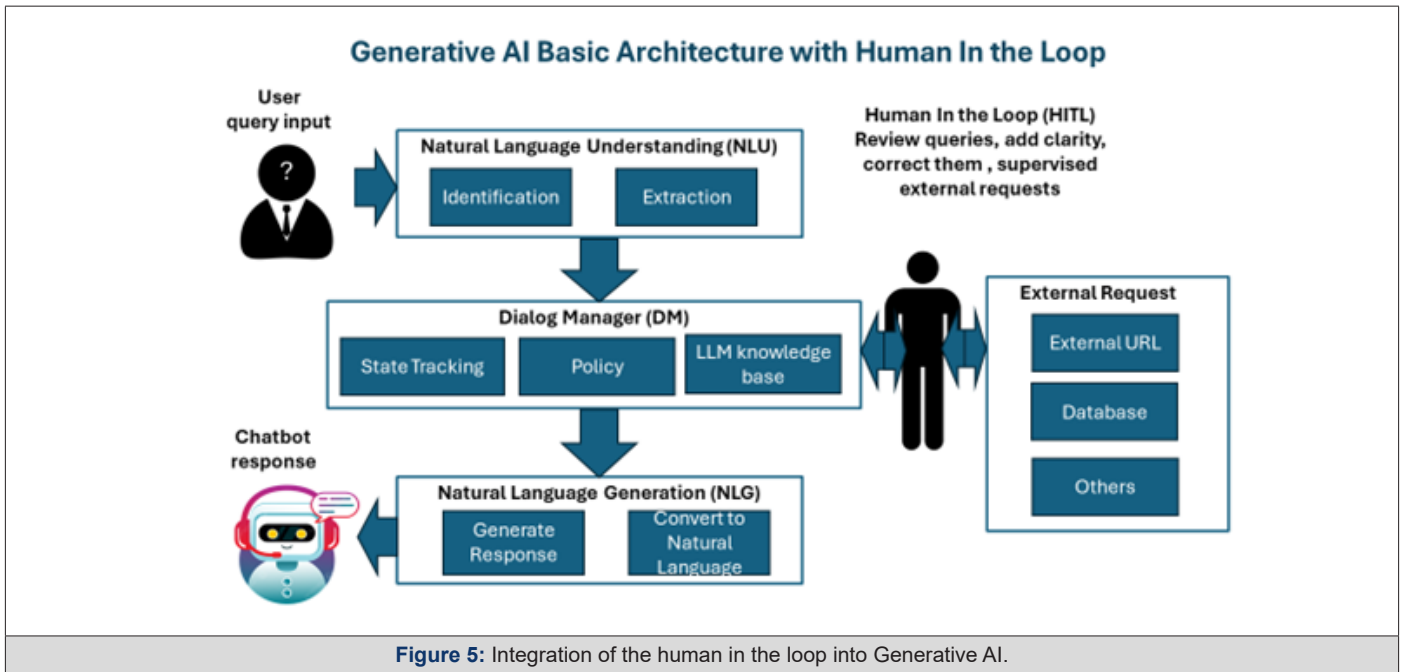 Generative AI Basic Architecture with Human In the Loop
User
query input
?
Natural Language Understanding (NLU)
Identification
Extraction
Human In the Loop (HITL)
Review queries, add clarity,
correct them , supervised
external requests
Dialog Manager (DM)
State Tracking
Policy
LLM knowledge
base
External Request
External URL
Database
Others
Chatbot
response
Natural Language Generation (NLG)
Generate
Response
Convert to
Natural
Language
Figure 5: Integration of the human in the loop into Generative AI.